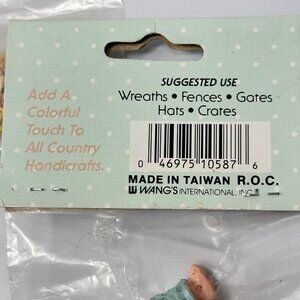 Add A
Colorful
Touch To
All Country
Handicrafts.
SUGGESTED USE
Wreaths • Fences • Gates
Hats • Crates
0 46975 10587 6
MADE IN TAIWAN R.O.C.
WANG'S INTERNATIONAL, INC.®